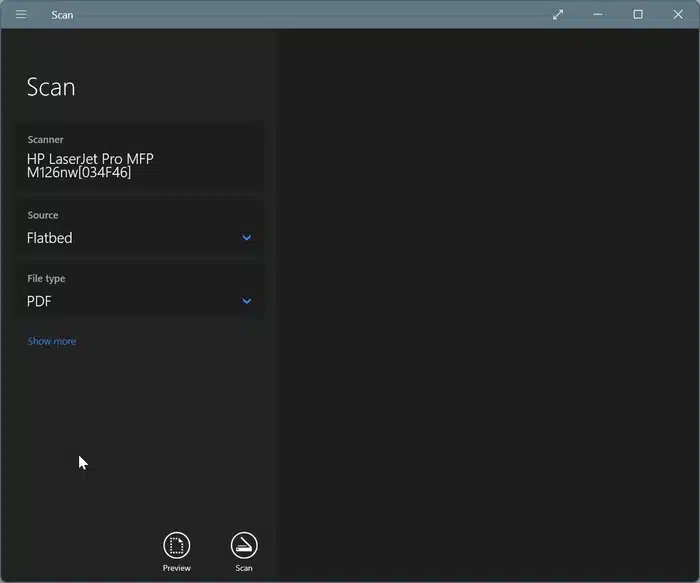 Scan
Scan
Scanner
HP LaserJet Pro MFP
M126nw[034F46]
Source
Flatbed
File type
PDF
Show more
Preview
Scan